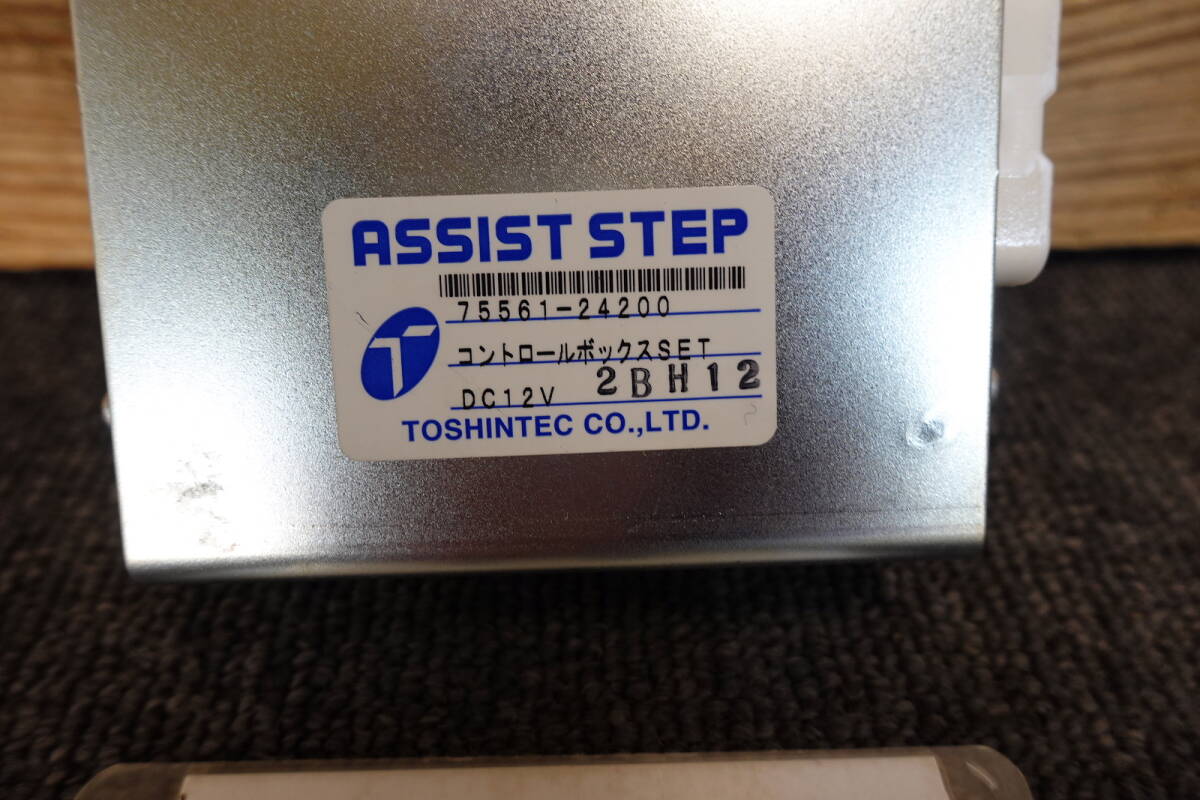 ASSIST STEP
75561-24200
コントロールボックスSET
DC12V 2BH12
TOSHINTEC CO.,LTD.